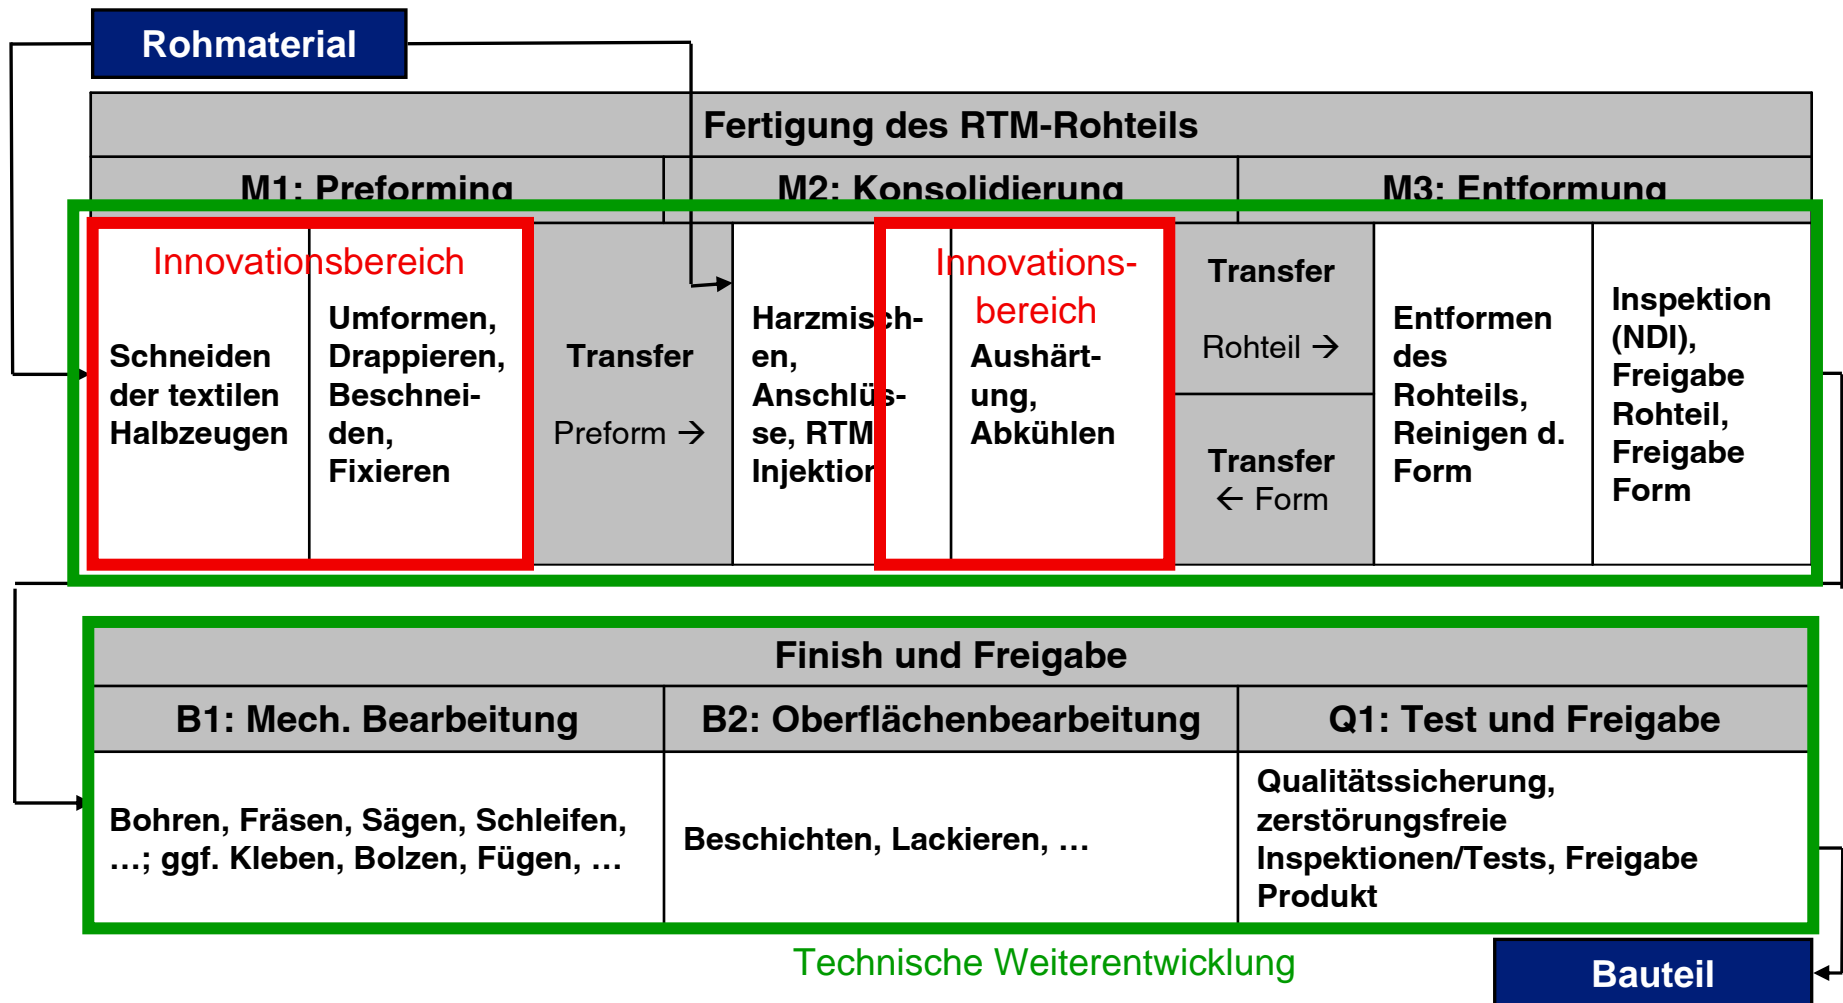 Rohmaterial
Fertigung des RTM-Rohteils
M1: Preforming
M2: Konsolidierung
M3: Entformung
Innovationsbereich
Schneiden
der textilen
Halbzeugen
Umformen,
Drappieren,
Beschnei-
den,
Fixieren
Transfer
Preform →
Harzmisch-
en,
Anschlüs-
se, RTM
Injektion
Innovations-
bereich
Aushärt-
ung,
Abkühlen
Transfer
Rohteil →
Transfer
← Form
Entformen
des
Rohteils,
Reinigen d.
Form
Inspektion
(NDI),
Freigabe
Rohteil,
Freigabe
Form
Finish und Freigabe
B1: Mech. Bearbeitung
B2: Oberflächenbearbeitung
Q1: Test und Freigabe
Bohren, Fräsen, Sägen, Schleifen,
…; ggf. Kleben, Bolzen, Fügen, …
Beschichten, Lackieren, …
Qualitätssicherung,
zerstörungsfreie
Inspektionen/Tests, Freigabe
Produkt
Technische Weiterentwicklung
Bauteil